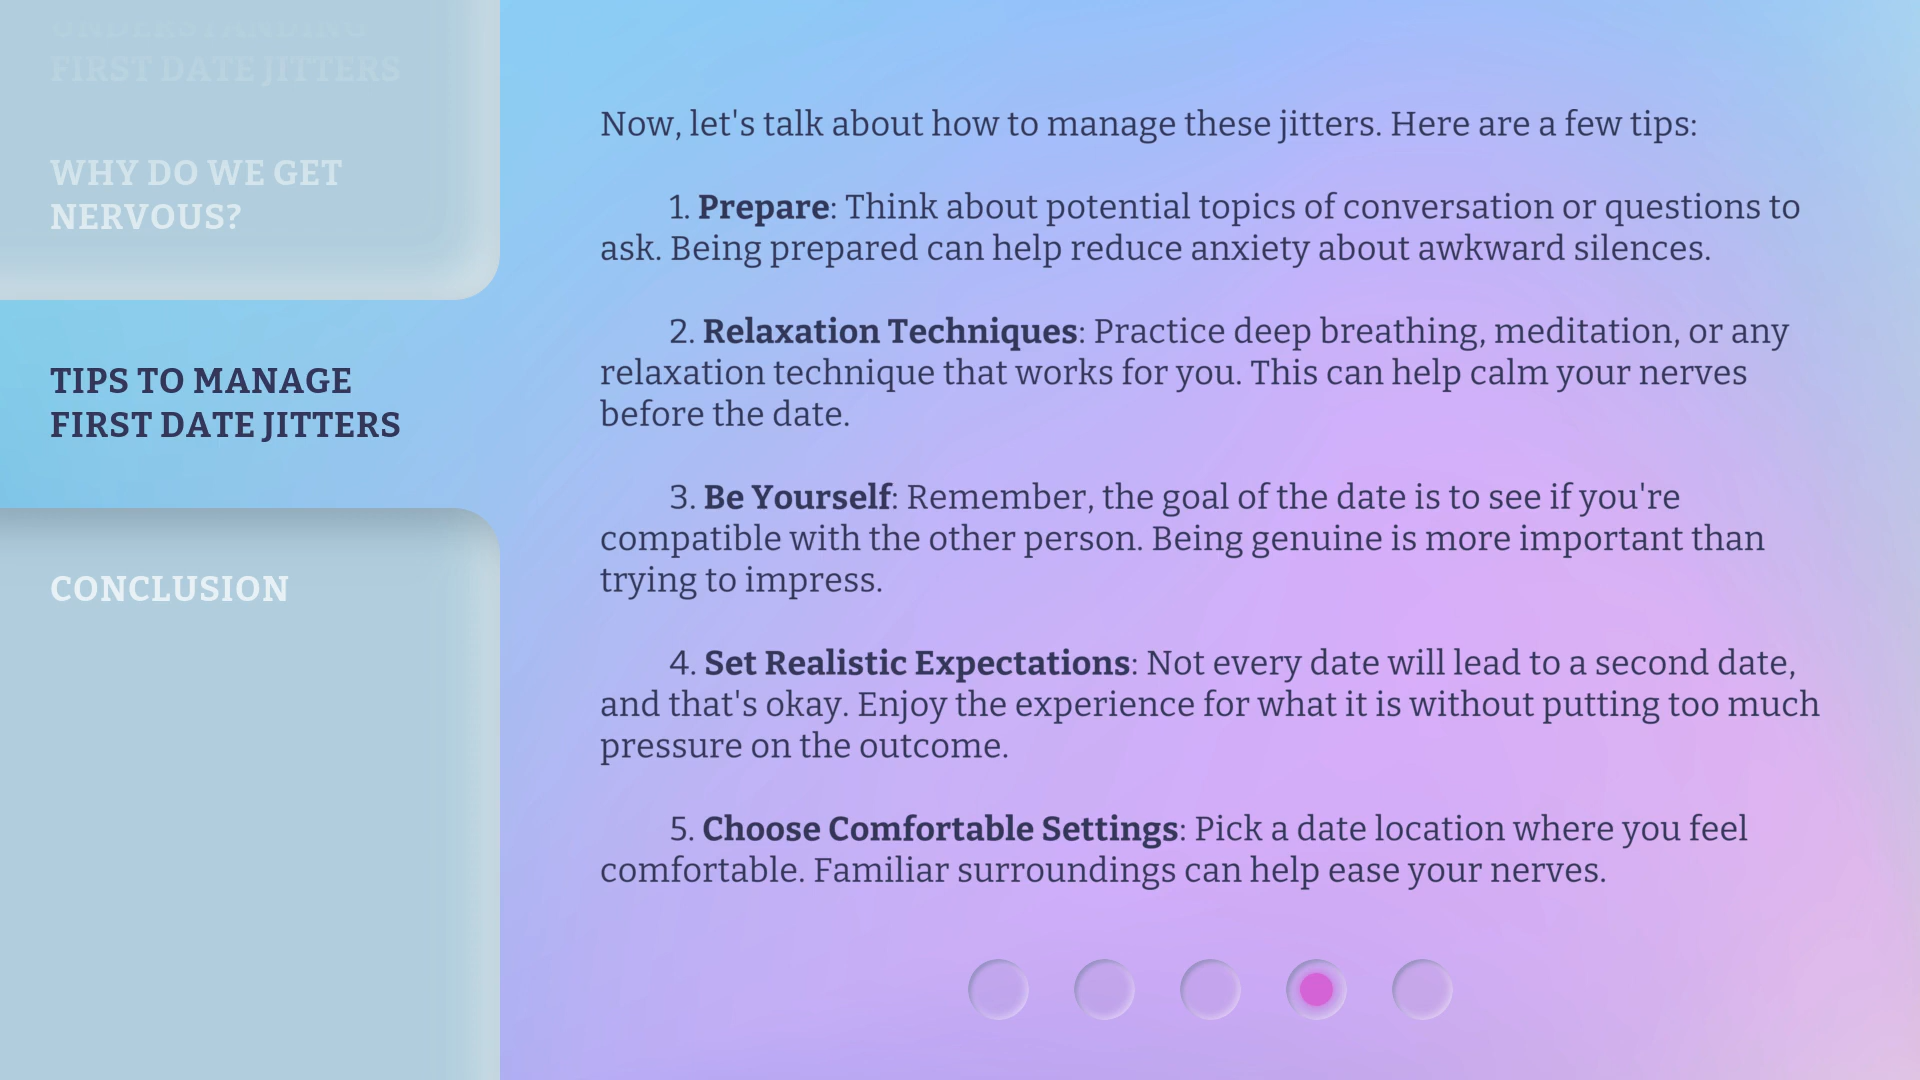 UNDERSTANDING
FIRST DATE JITTERS
WHY DO WE GET
NERVOUS?
TIPS TO MANAGE
FIRST DATE JITTERS
CONCLUSION
Now, let's talk about how to manage these jitters. Here are a few tips:
1. Prepare: Think about potential topics of conversation or questions to
ask. Being prepared can help reduce anxiety about awkward silences.
2. Relaxation Techniques: Practice deep breathing, meditation, or any
relaxation technique that works for you. This can help calm your nerves
before the date.
3. Be Yourself: Remember, the goal of the date is to see if you're
compatible with the other person. Being genuine is more important than
trying to impress.
4. Set Realistic Expectations: Not every date will lead to a second date,
and that's okay. Enjoy the experience for what it is without putting too much
pressure on the outcome.
5. Choose Comfortable Settings: Pick a date location where you feel
comfortable. Familiar surroundings can help ease your nerves.